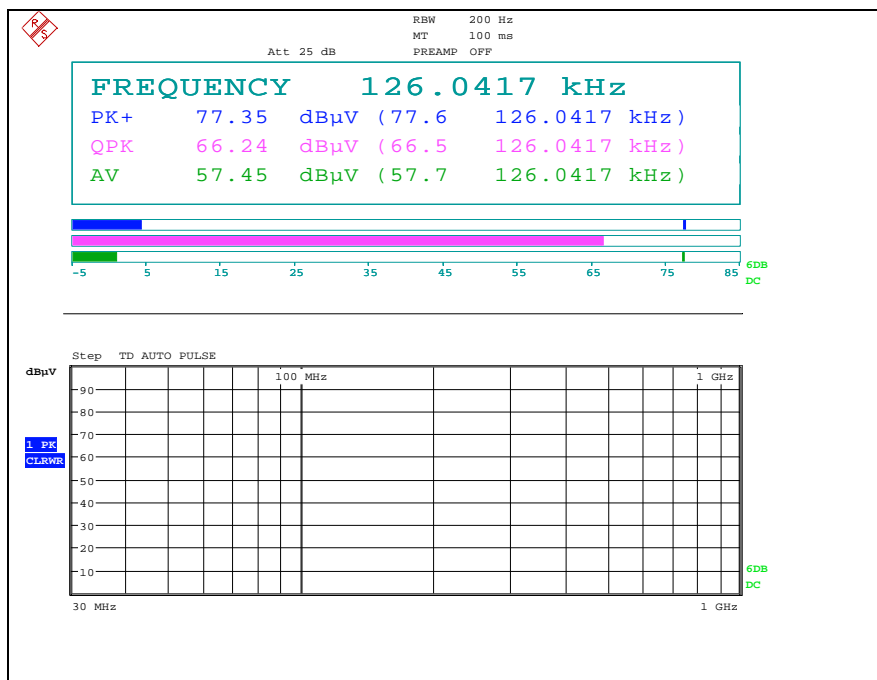 R S
RBW 200 Hz
MT 100 ms
Att 25 dB PREAMP OFF
FREQUENCY 126.0417 kHz
PK+ 77.35 dBµV (77.6 126.0417 kHz)
QPK 66.24 dBµV (66.5 126.0417 kHz)
AV 57.45 dBµV (57.7 126.0417 kHz)
-5 5 15 25 35 45 55 65 75 85
6DB
DC
Step TD AUTO PULSE
dBµV
100 MHz 1 GHz
90
80
70
1 PK
60
CLRWR
50
40
30
20
10
6DB
DC
30 MHz 1 GHz